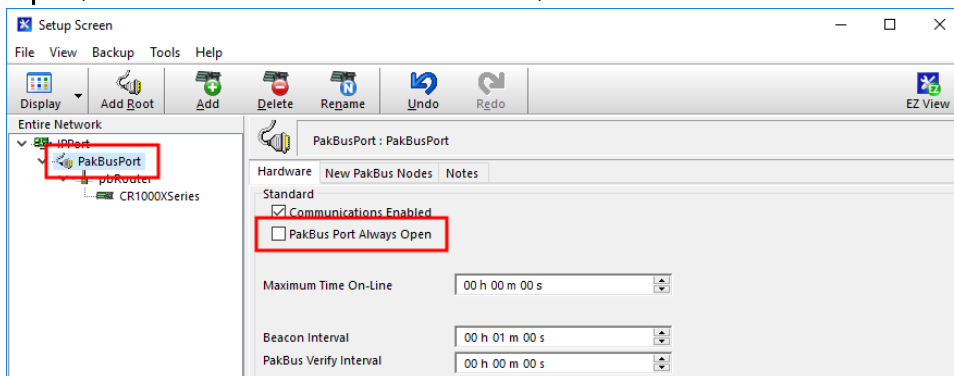 Setup Screen
File View Backup Tools Help
Display Add Root Add Delete Rename Undo Redo EZ View
Entire Network
IPPort
PakBusPort
pbRouter
CR1000XSeries
PakBusPort : PakBusPort
Hardware New PakBus Nodes Notes
Standard
Communications Enabled
PakBus Port Always Open
Maximum Time On-Line 00 h 00 m 00 s
Beacon Interval 00 h 01 m 00 s
PakBus Verify Interval 00 h 00 m 00 s